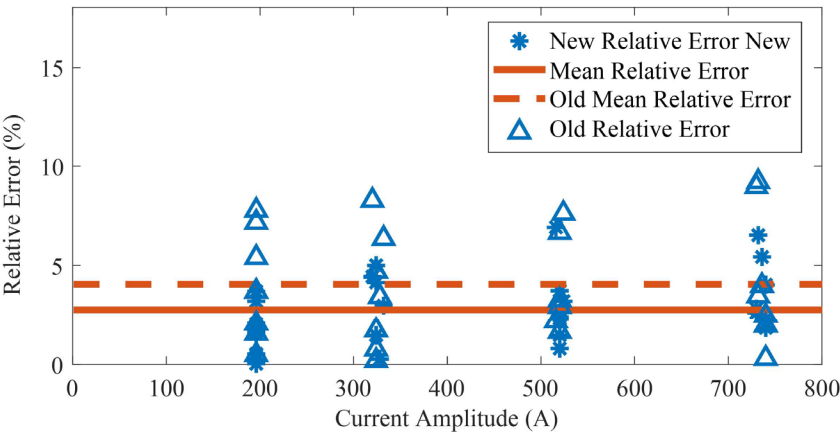 New Relative Error New
Mean Relative Error
Old Mean Relative Error
Old Relative Error
Relative Error (%)
15
10
5
0
0 100 200 300 400 500 600 700 800
Current Amplitude (A)